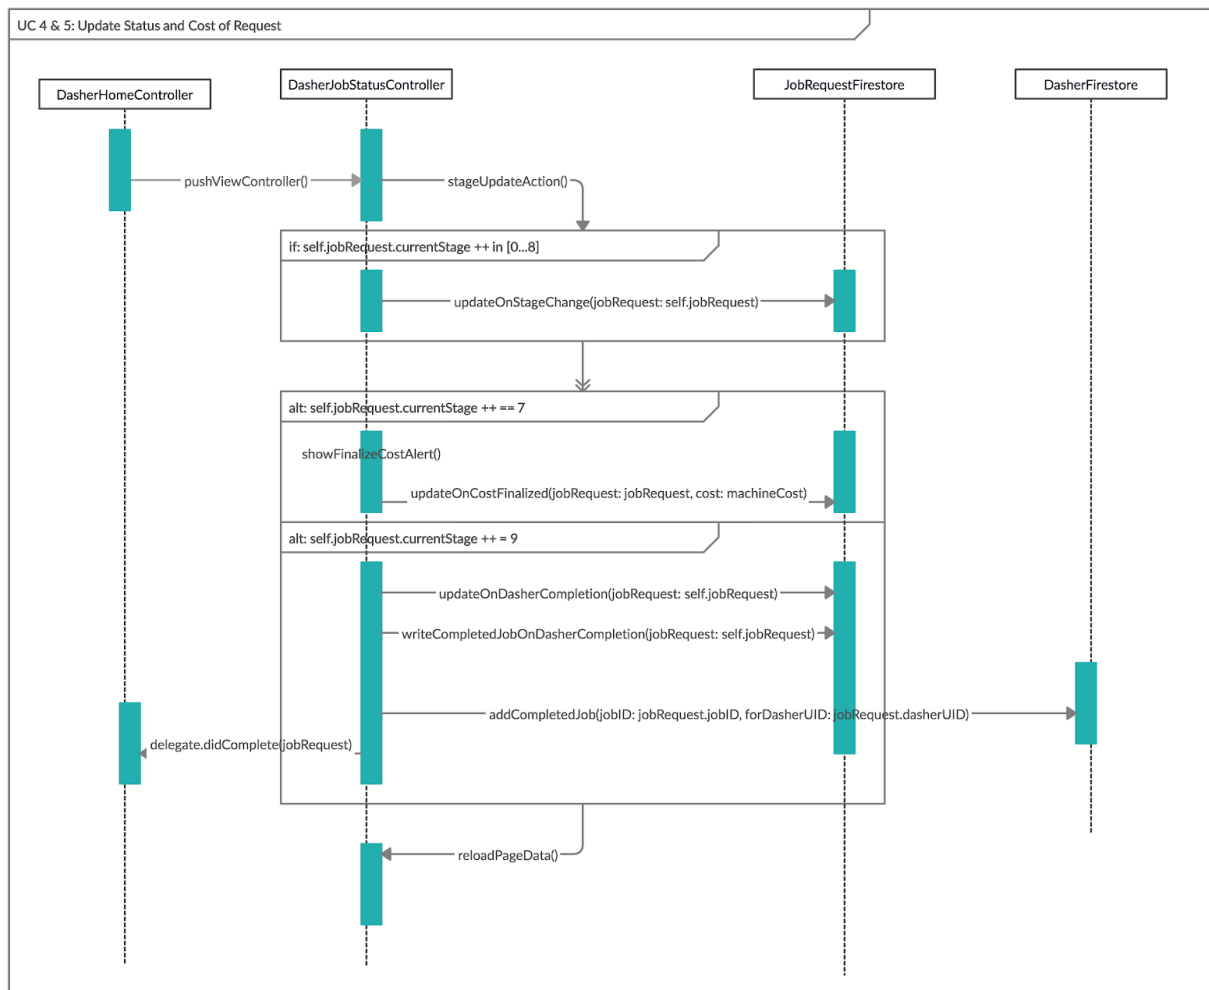 UC 4 & 5: Update Status and Cost of Request
DasherHomeController
DasherJobStatusController
JobRequestFirestore
DasherFirestore
pushViewController()
stageUpdateAction()
if: self.jobRequest.currentStage ++ in [0...8]
updateOnStageChange(jobRequest: self.jobRequest)
alt: self.jobRequest.currentStage ++ == 7
showFinalizeCostAlert()
updateOnCostFinalized(jobRequest: jobRequest, cost: machineCost)
alt: self.jobRequest.currentStage ++ = 9
updateOnDasherCompletion(jobRequest: self.jobRequest)
writeCompletedJobOnDasherCompletion(jobRequest: self.jobRequest)
addCompletedJob(jobID: jobRequest.jobID, forDasherUID: jobRequest.dasherUID)
delegate.didComplete(jobRequest)
reloadPageData()